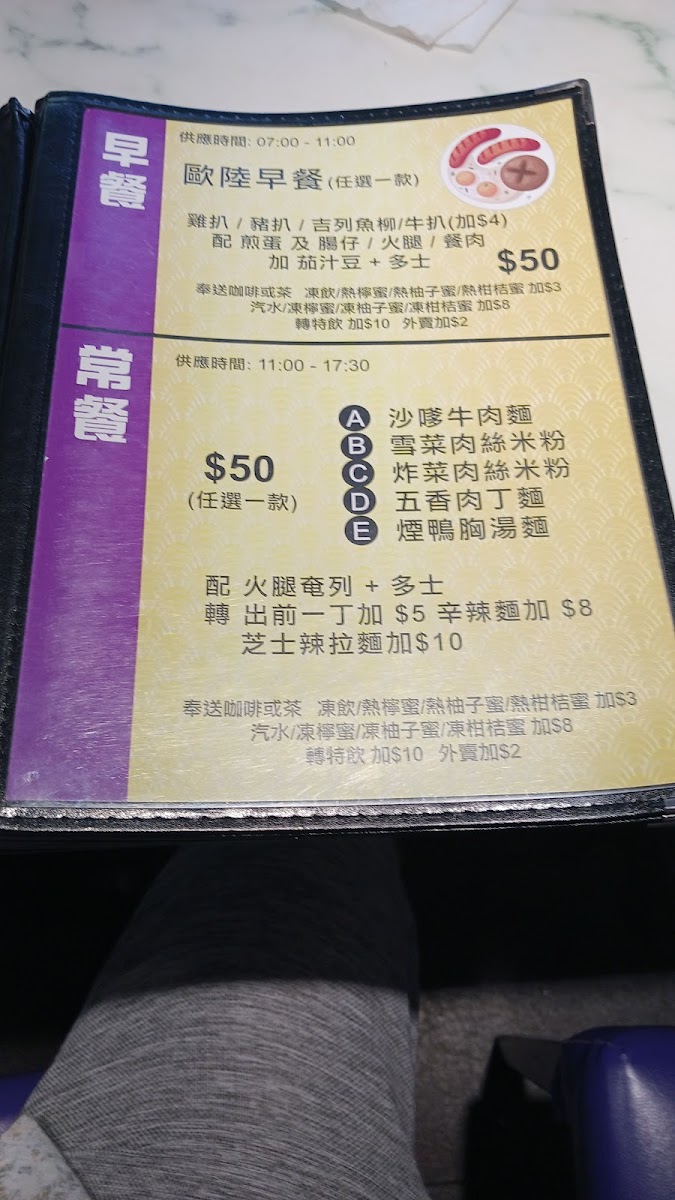 早餐
供應時間: 07:00 - 11:00
歐陸早餐 (任選一款)
雞扒 / 豬扒 / 吉列魚柳/牛扒(加$4)
配 煎蛋 及 腸仔 / 火腿 / 餐肉
加 茄汁豆 + 多士 $50
奉送咖啡或茶 凍飲/熱檸蜜/熱柚子蜜/熱柑桔蜜 加$3
汽水/凍檸蜜/凍柚子蜜/凍柑桔蜜 加$8
轉特飲 加$10 外賣加$2
常餐
供應時間: 11:00 - 17:30
$50
(任選一款)
A 沙嗲牛肉麵
B 雪菜肉絲米粉
C 炸菜肉絲米粉
D 五香肉丁麵
E 煙鴨胸湯麵
配 火腿奄列 + 多士
轉 出前一丁加 $5 辛辣麵加 $8
芝士辣拉麵加$10
奉送咖啡或茶 凍飲/熱檸蜜/熱柚子蜜/熱柑桔蜜 加$3
汽水/凍檸蜜/凍柚子蜜/凍柑桔蜜 加$8
轉特飲 加$10 外賣加$2